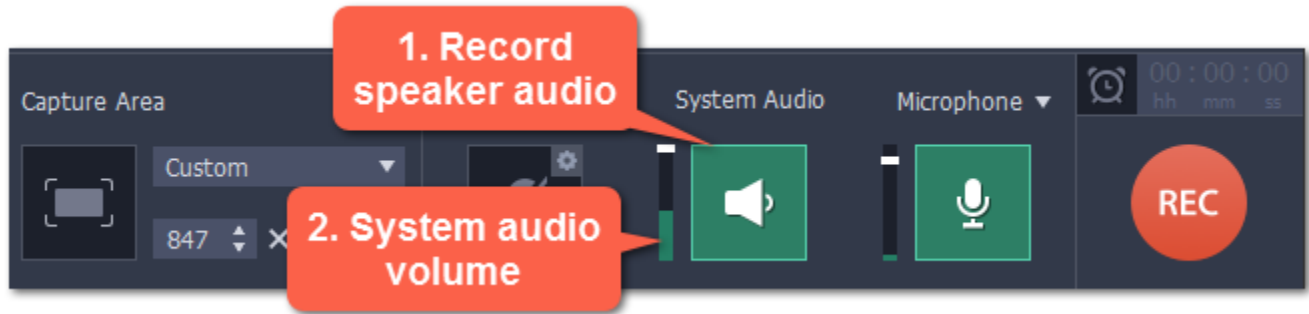 1. Record
speaker audio
Capture Area
System Audio
Microphone
00 : 00 : 00
hh mm ss
Custom
847
2. System audio
volume
REC